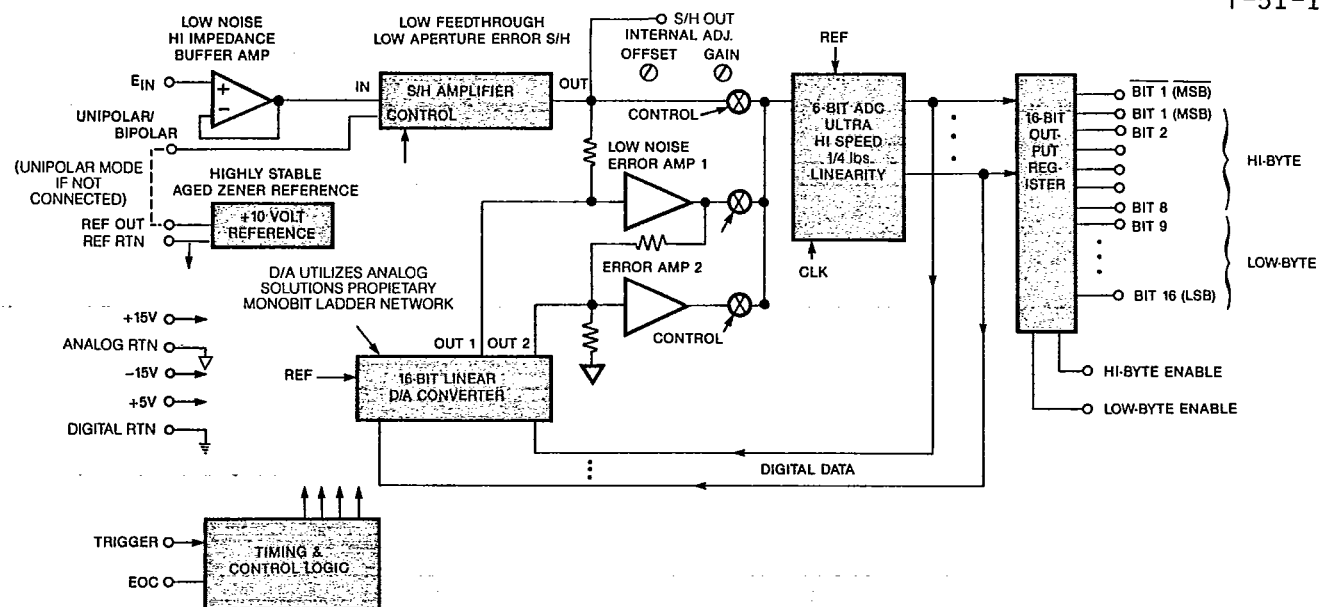 T-51-1
LOW NOISE
HI IMPEDANCE
BUFFER AMP
LOW FEEDTHROUGH
LOW APERTURE ERROR S/H
S/H OUT
INTERNAL ADJ.
OFFSET GAIN
REF
EIN
+
−
IN
S/H AMPLIFIER
CONTROL
OUT
CONTROL
6-BIT ADC
ULTRA
HI SPEED
1/4 lbs.
LINEARITY
CLK
16-BIT
OUT-
PUT
REG-
ISTER
BIT 1 (MSB)
BIT 1 (MSB)
BIT 2
BIT 8
BIT 9
BIT 16 (LSB)
HI-BYTE
LOW-BYTE
HI-BYTE ENABLE
LOW-BYTE ENABLE
UNIPOLAR/
BIPOLAR
(UNIPOLAR MODE
IF NOT
CONNECTED)
HIGHLY STABLE
AGED ZENER REFERENCE
+10 VOLT
REFERENCE
REF OUT
REF RTN
LOW NOISE
ERROR AMP 1
ERROR AMP 2
CONTROL
D/A UTILIZES ANALOG
SOLUTIONS PROPIETARY
MONOBIT LADDER NETWORK
OUT 1 OUT 2
REF
16-BIT LINEAR
D/A CONVERTER
DIGITAL DATA
+15V
ANALOG RTN
−15V
+5V
DIGITAL RTN
TRIGGER
EOC
TIMING &
CONTROL LOGIC